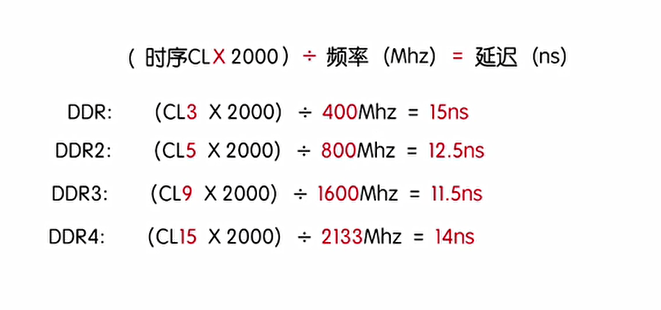 (时序CLX 2000) ÷ 频率 (Mhz) = 延迟 (ns)
DDR: (CL3 X 2000) ÷ 400Mhz = 15ns
DDR2: (CL5 X 2000) ÷ 800Mhz = 12.5ns
DDR3: (CL9 X 2000) ÷ 1600Mhz = 11.5ns
DDR4: (CL15 X 2000) ÷ 2133Mhz = 14ns